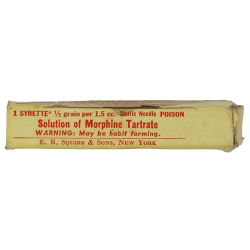 1 SYRETTE® ½ grain per 1.5 cc. Sterile Needle POISON
Solution of Morphine Tartrate
WARNING: May be habit forming.
E. R. SQUIBB & SONS, NEW YORK